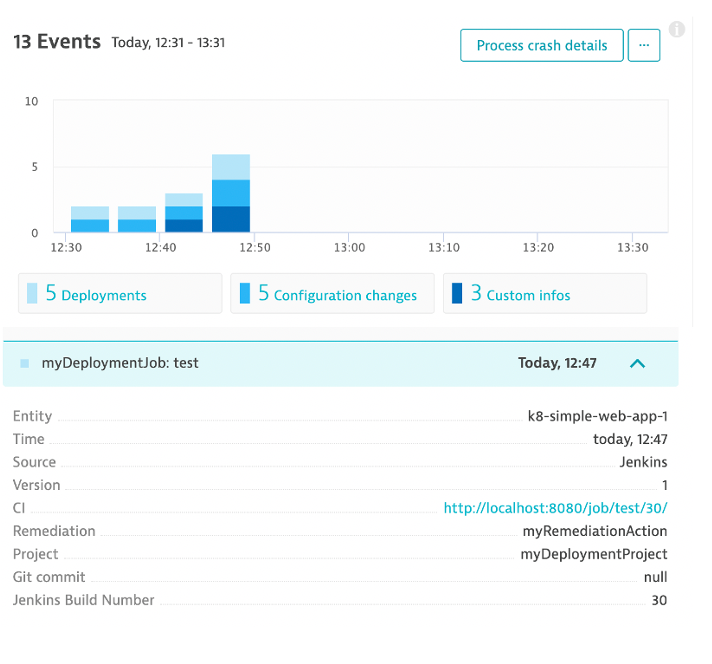 13 Events Today, 12:31 - 13:31
Process crash details ...
i
10
5
0
12:30 12:40 12:50 13:00 13:10 13:20 13:30
5 Deployments 5 Configuration changes 3 Custom infos
myDeploymentJob: test Today, 12:47
Entity k8-simple-web-app-1
Time today, 12:47
Source Jenkins
Version 1
CI http://localhost:8080/job/test/30/
Remediation myRemediationAction
Project myDeploymentProject
Git commit null
Jenkins Build Number 30